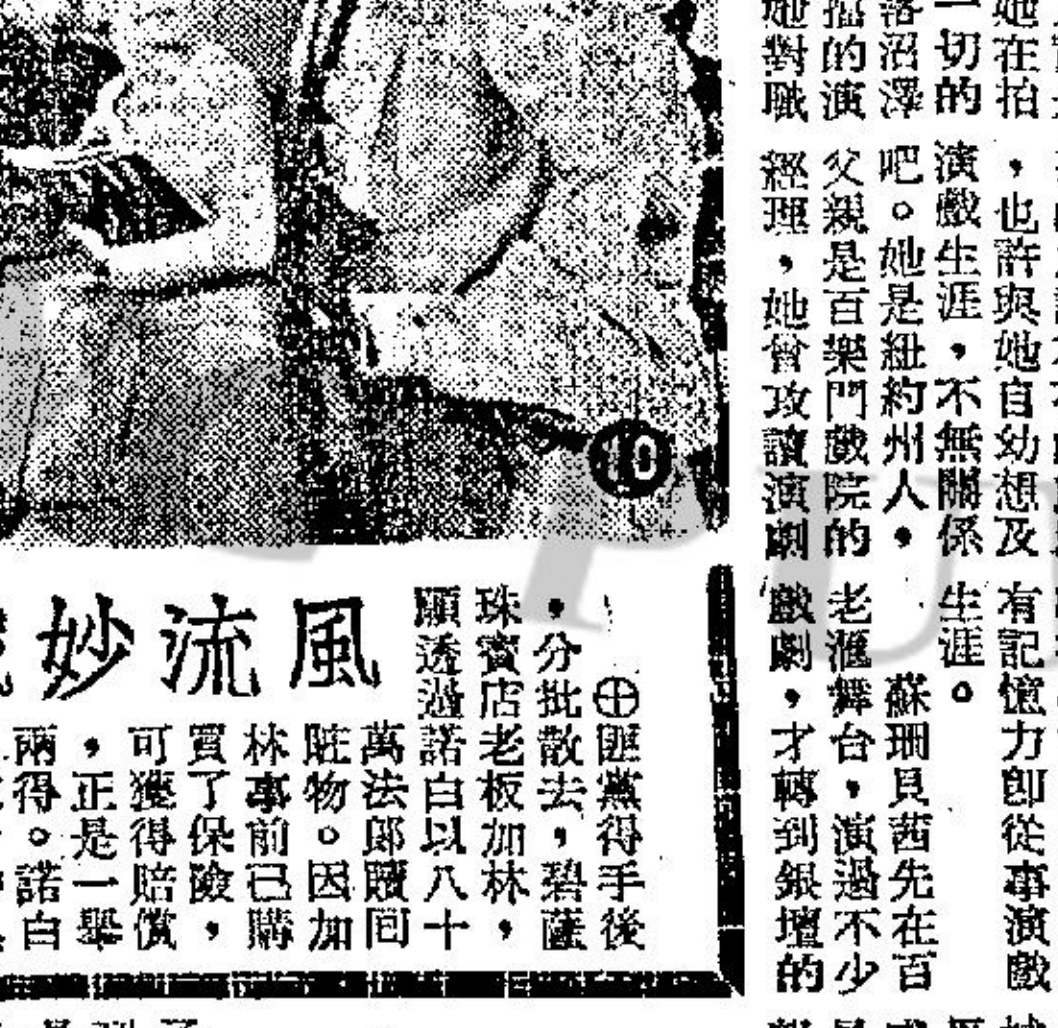 她在拍
一切的
落沼澤
的演
她對職
，也許與她自幼想及
演戲生涯，不無關係
吧。她是紐約州人，
父親是百樂門戲院的
經理，她曾攻讀演劇
有記憶力卽從事演戲
生涯。
蘇珊貝茜先在百
老滙舞台，演過不少
戲劇，才轉到銀壇的
10
風流妙
⊕匪黨得手後
，分批散去，碧薩
珠寶店老板加林，
願透過諾白以八十
萬法郎贖回
賍物。因加
林事前已購
買了保險，
可獲得賠償
，正是一舉
兩得。諾白